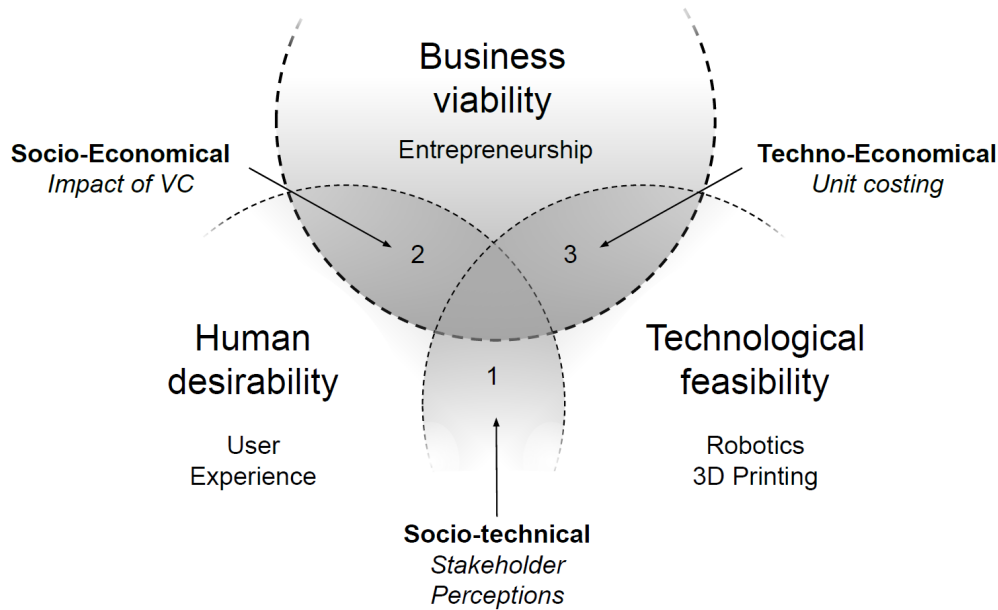 Business
viability
Entrepreneurship
Socio-Economical
Impact of VC
Techno-Economical
Unit costing
2
3
Human
desirability
User
Experience
1
Technological
feasibility
Robotics
3D Printing
Socio-technical
Stakeholder
Perceptions